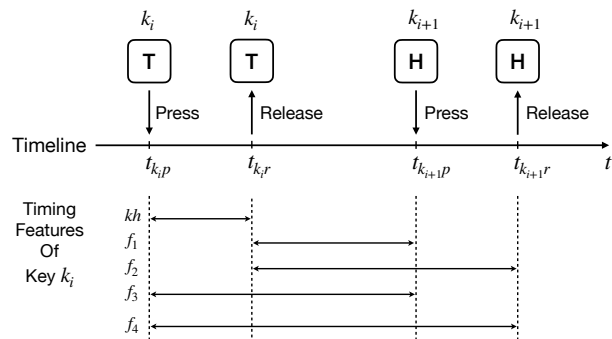 k_i k_i k_{i+1} k_{i+1}
T T H H
Press Release Press Release
Timeline
t_{k_i p} t_{k_i r} t_{k_{i+1} p} t_{k_{i+1} r} t
Timing
Features
Of
Key k_i
kh
f_1
f_2
f_3
f_4